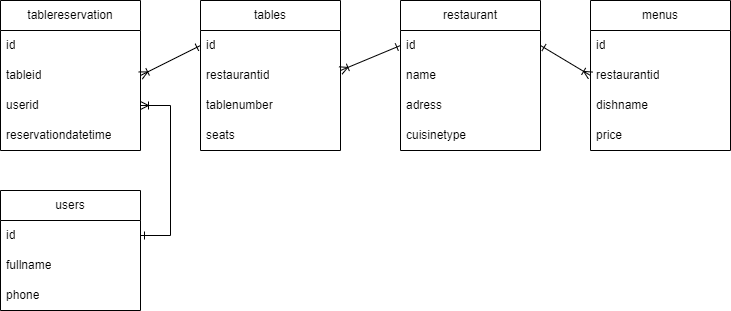 tablereservation
id
tableid
userid
reservationdatetime
tables
id
restaurantid
tablenumber
seats
restaurant
id
name
adress
cuisinetype
menus
id
restaurantid
dishname
price
users
id
fullname
phone